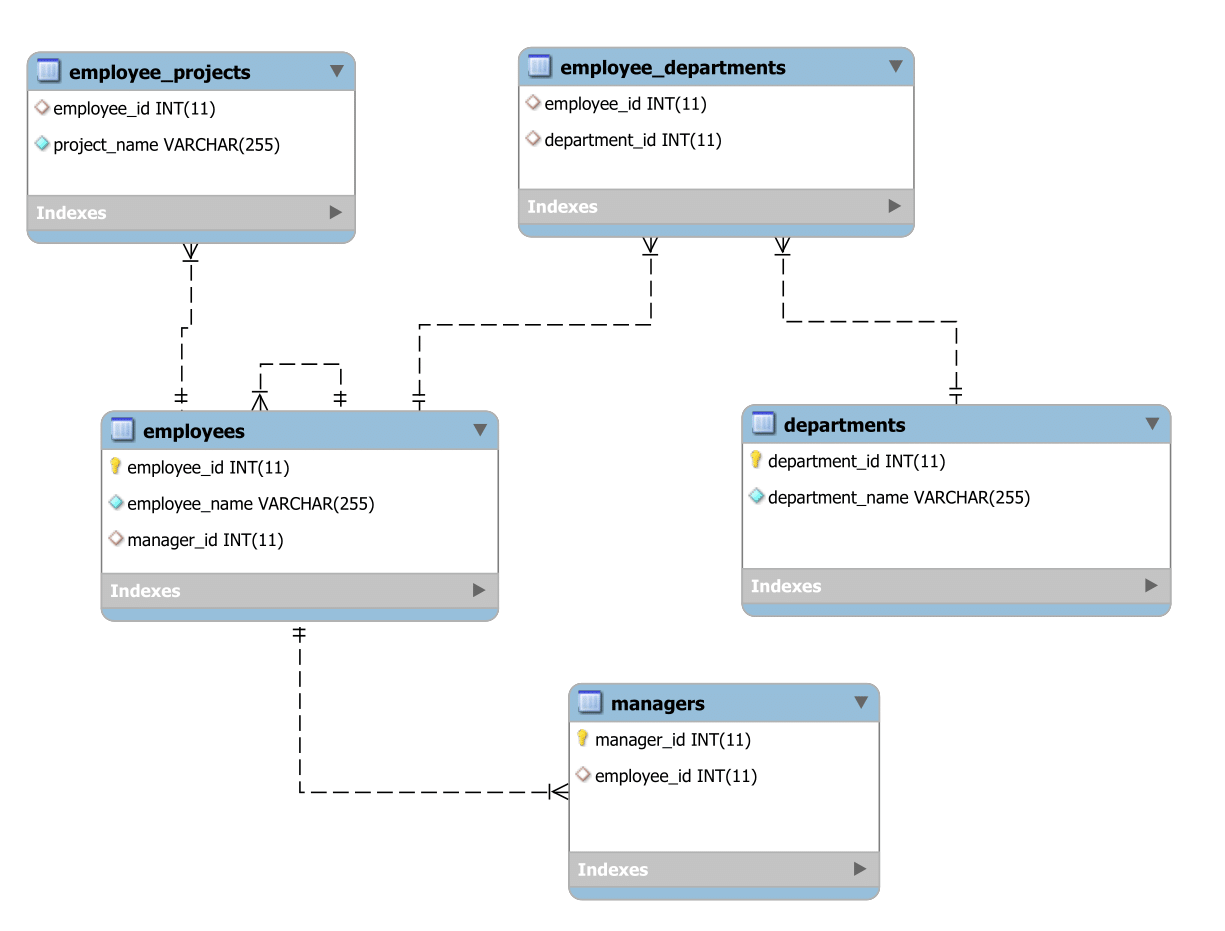 employee_projects
employee_id INT(11)
project_name VARCHAR(255)
Indexes
employee_departments
employee_id INT(11)
department_id INT(11)
Indexes
employees
employee_id INT(11)
employee_name VARCHAR(255)
manager_id INT(11)
Indexes
departments
department_id INT(11)
department_name VARCHAR(255)
Indexes
managers
manager_id INT(11)
employee_id INT(11)
Indexes